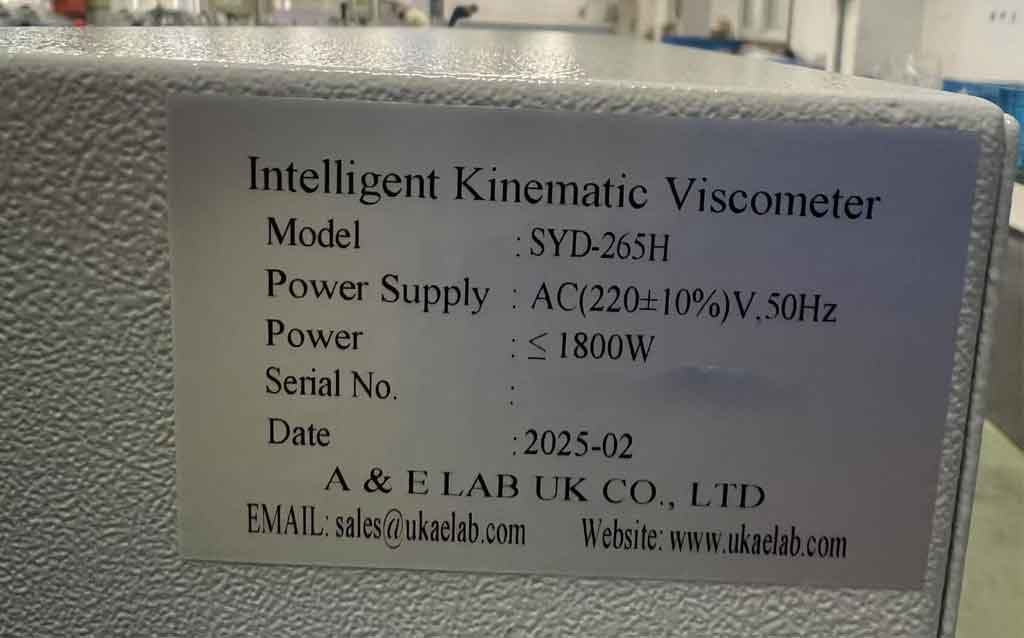 Intelligent Kinematic Viscometer
Model : SYD-265H
Power Supply : AC(220±10%)V,50Hz
Power : ≤ 1800W
Serial No. :
Date : 2025-02
A & E LAB UK CO., LTD
EMAIL: sales@ukaelab.com Website: www.ukaelab.com